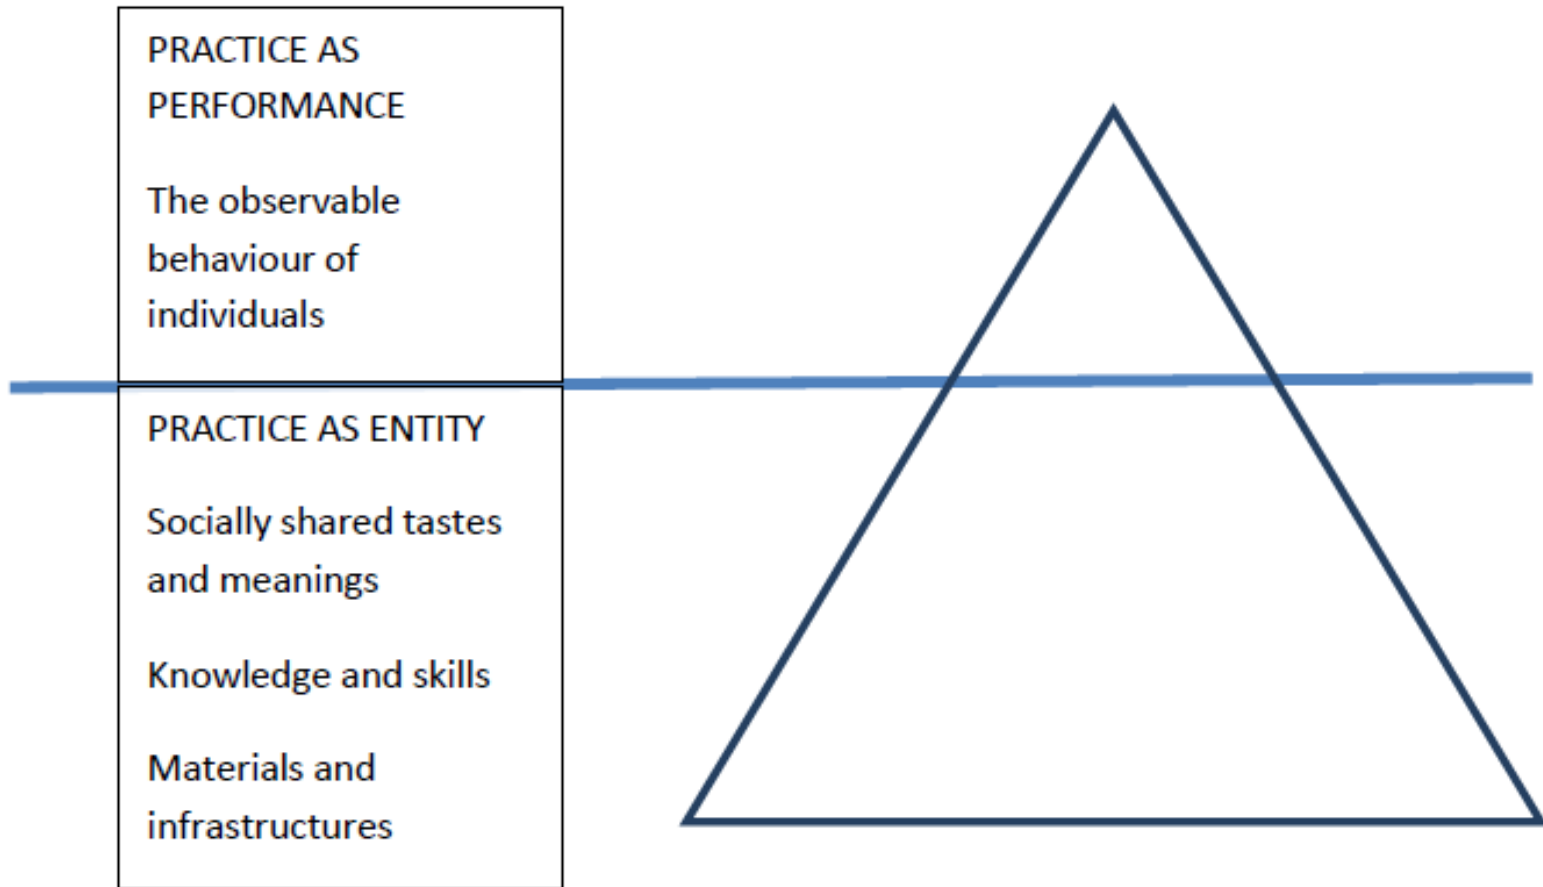 PRACTICE AS
PERFORMANCE
The observable
behaviour of
individuals
PRACTICE AS ENTITY
Socially shared tastes
and meanings
Knowledge and skills
Materials and
infrastructures